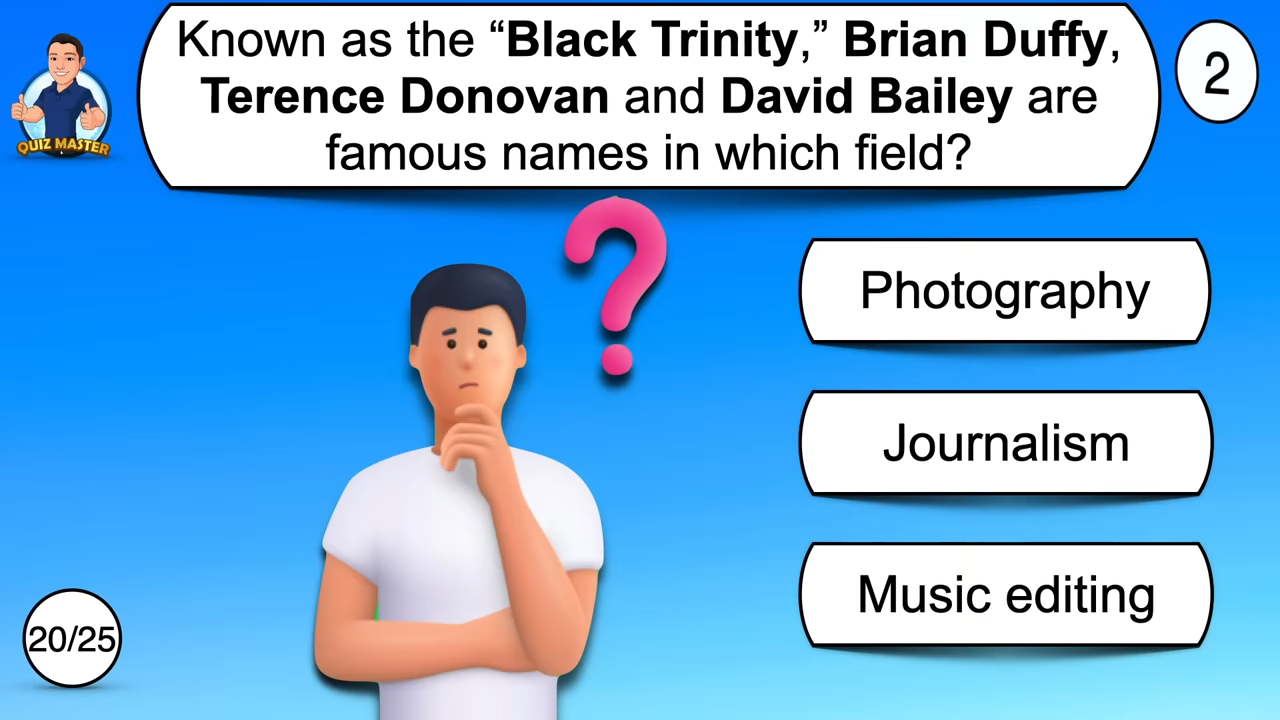 Known as the “Black Trinity,” Brian Duffy,
Terence Donovan and David Bailey are
famous names in which field?
2
QUIZ MASTER
Photography
Journalism
Music editing
20/25